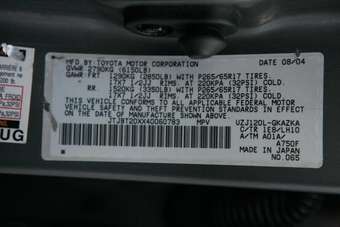 MFD BY: TOYOTA MOTOR CORPORATION DATE 08/04
GVWR 2790KG (6150LB)
GAWR FRT 1290KG (2850LB) WITH P265/65R17 TIRES
17X7 1/2JJ RIMS AT 220KPA (32PSI) COLD.
RR. 1520KG (3350LB) WITH P265/65R17 TIRES
17X7 1/2JJ RIMS AT 220KPA (32PSI) COLD.
THIS VEHICLE CONFORMS TO ALL APPLICABLE FEDERAL MOTOR
VEHICLE SAFETY AND THEFT PREVENTION STANDARDS IN EFFECT
ON THE DATE OF MANUFACTURE SHOWN ABOVE.
JTJBT20XX40060783 MPV UZJ120L-GKAZKA
C/TR 1E8/LH10
A/TM A01A/
A750F
MADE IN JAPAN
NO.065
UG